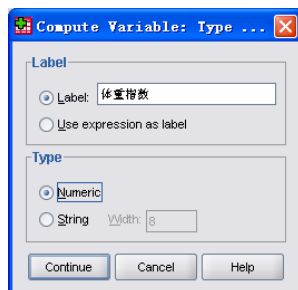 Compute Variable: Type ...
Label
Label: 体重指数
Use expression as label
Type
Numeric
String Width: 8
Continue Cancel Help